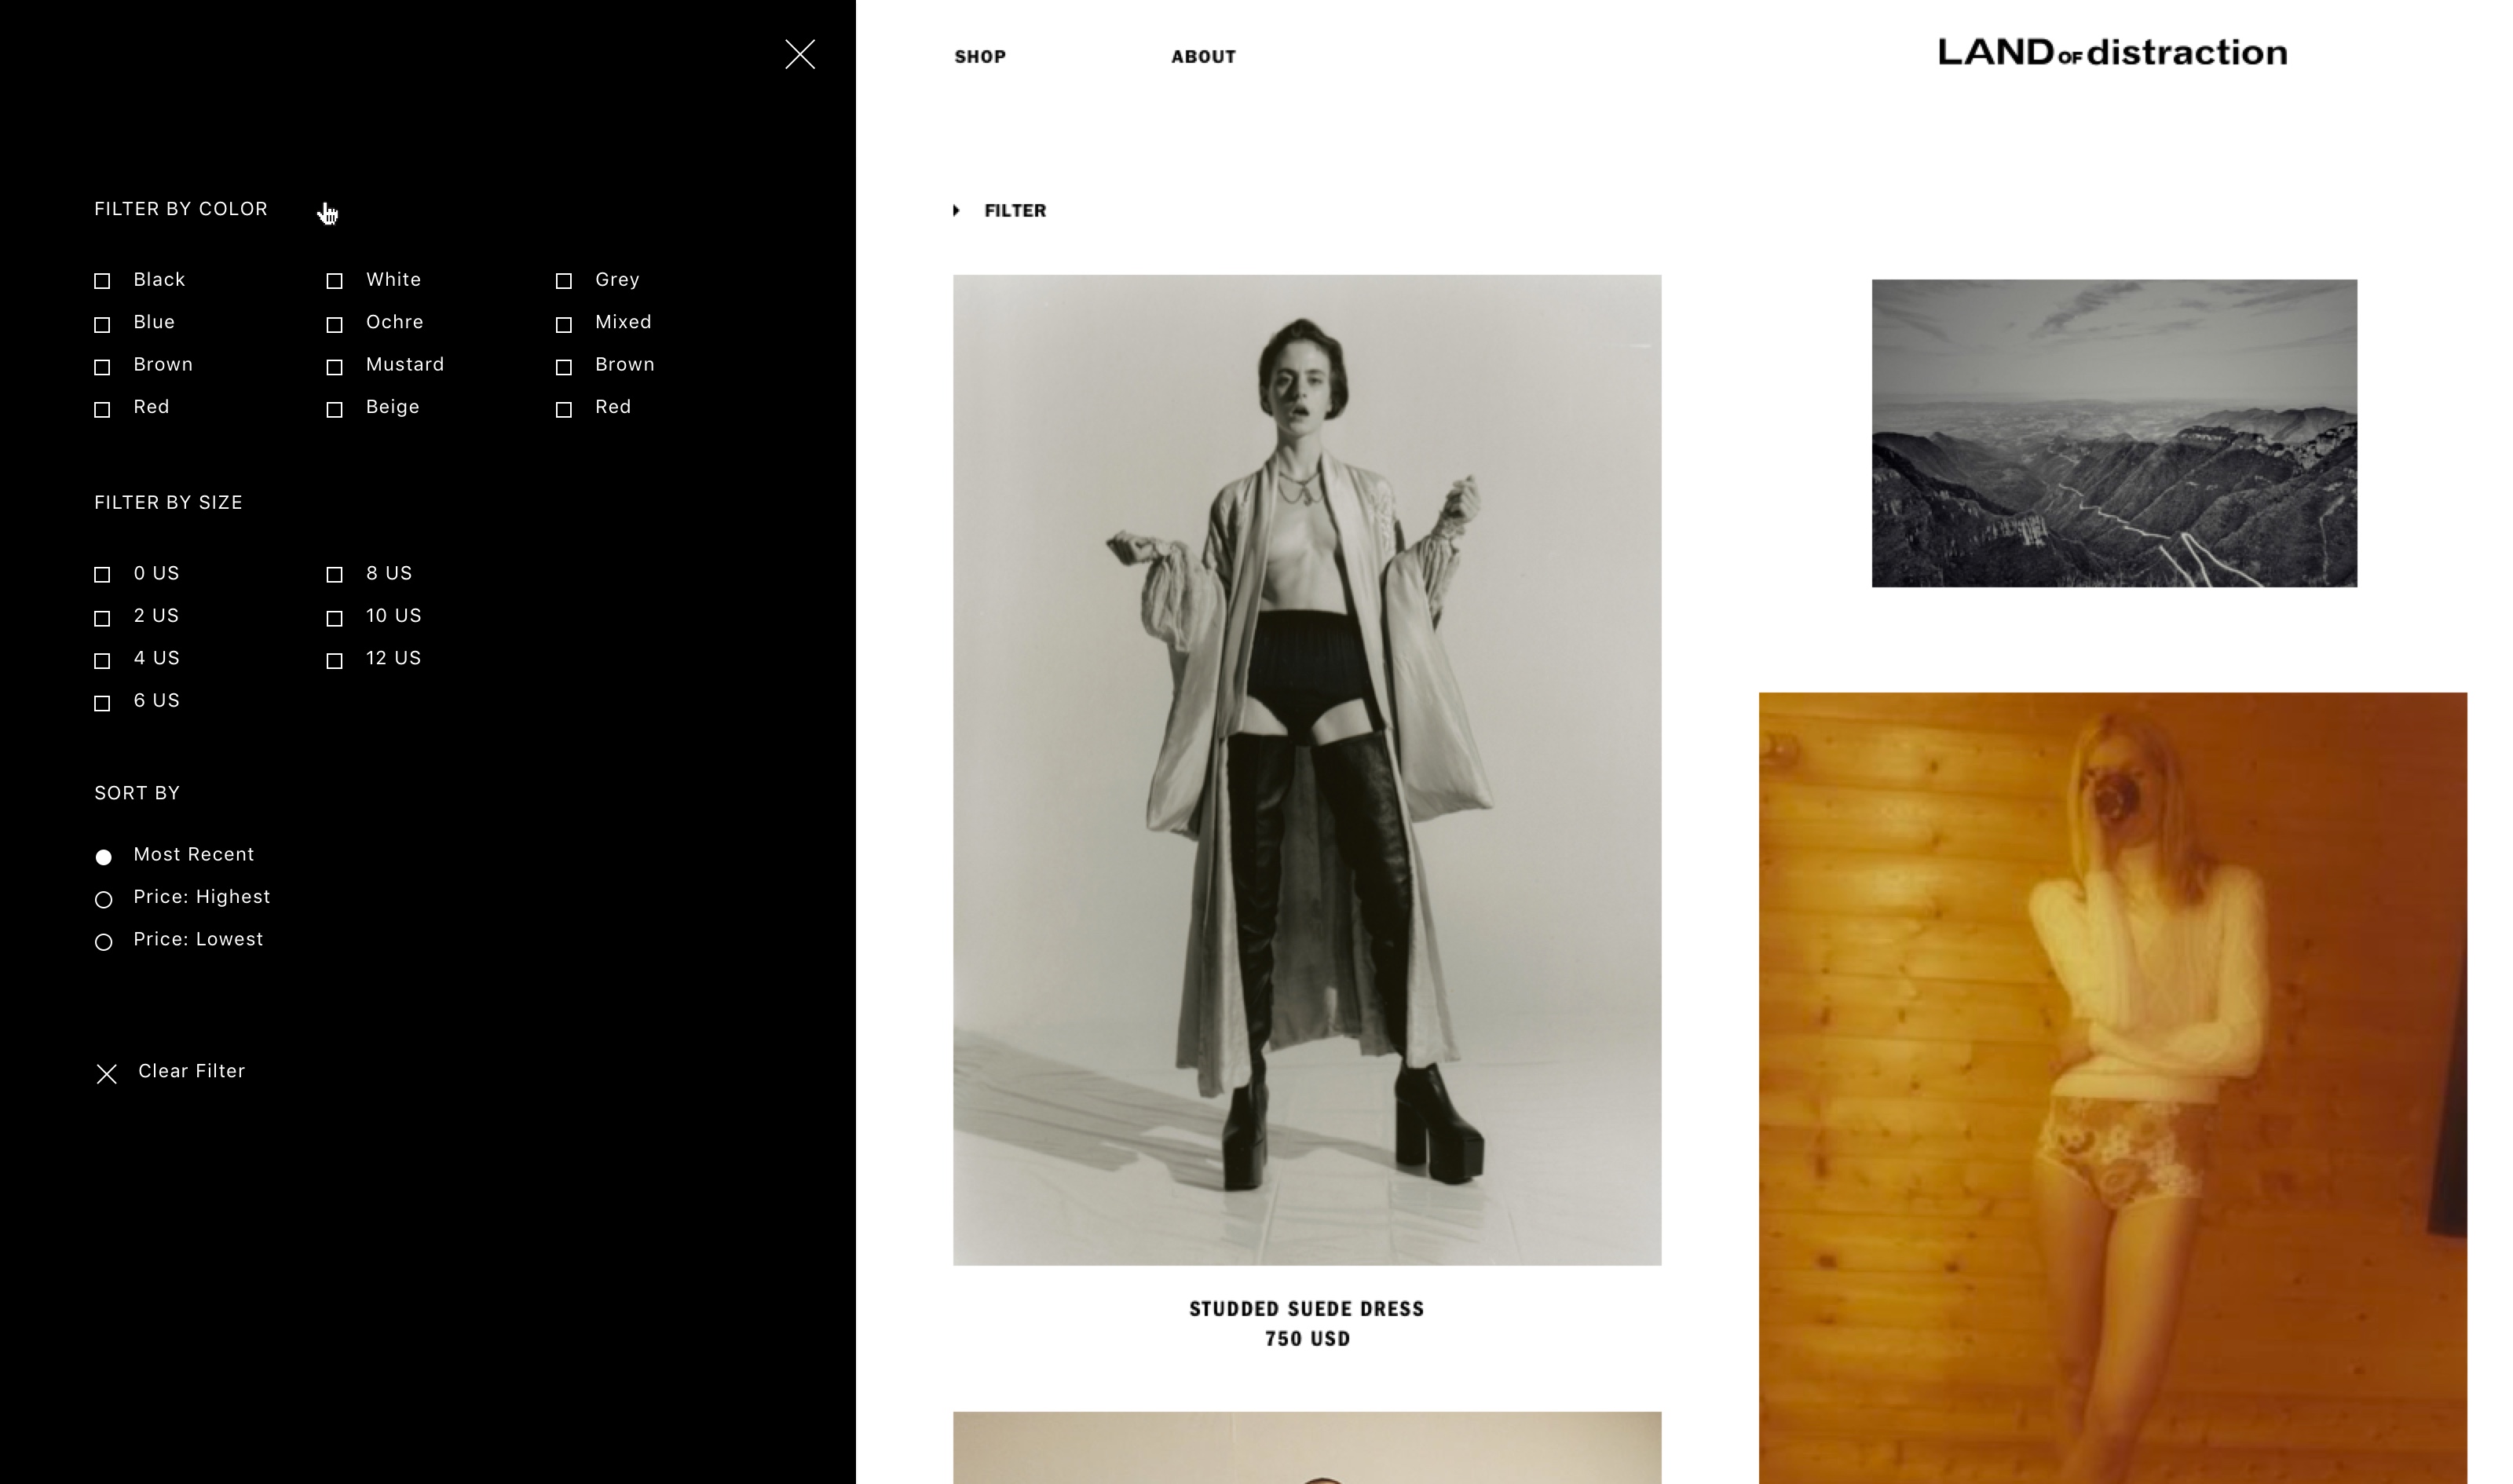 SHOP
ABOUT
LAND OF distraction
FILTER BY COLOR
Black
White
Grey
Blue
Ochre
Mixed
Brown
Mustard
Brown
Red
Beige
Red
FILTER BY SIZE
0 US
8 US
2 US
10 US
4 US
12 US
6 US
SORT BY
Most Recent
Price: Highest
Price: Lowest
Clear Filter
FILTER
STUDDED SUEDE DRESS
750 USD